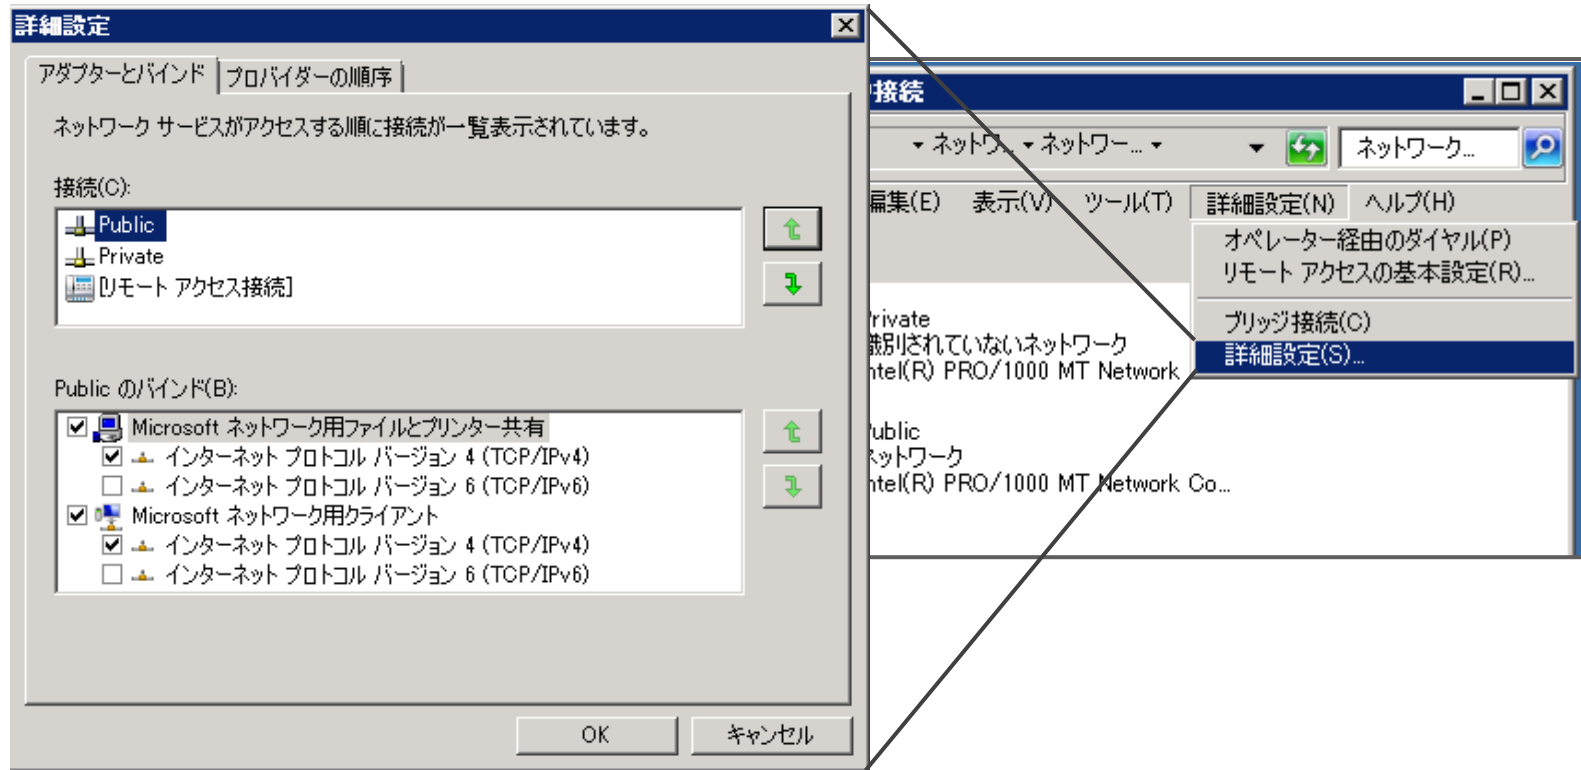 詳細設定
アダプターとバインド
プロバイダーの順序
ネットワーク サービスがアクセスする順に接続が一覧表示されています。
接続(C):
Public
Private
[リモート アクセス接続]
Public のバインド(B):
Microsoft ネットワーク用ファイルとプリンター共有
インターネット プロトコル バージョン 4 (TCP/IPv4)
インターネット プロトコル バージョン 6 (TCP/IPv6)
Microsoft ネットワーク用クライアント
インターネット プロトコル バージョン 4 (TCP/IPv4)
インターネット プロトコル バージョン 6 (TCP/IPv6)
OK
キャンセル
接続
ネットワ... ネットワー...
ネットワーク...
編集(E) 表示(V) ツール(T) 詳細設定(N) ヘルプ(H)
オペレーター経由のダイヤル(P)
リモート アクセスの基本設定(R)...
ブリッジ接続(C)
詳細設定(S)...
rivate
識別されていないネットワーク
ntel(R) PRO/1000 MT Network
ublic
ネットワーク
ntel(R) PRO/1000 MT Network Co...